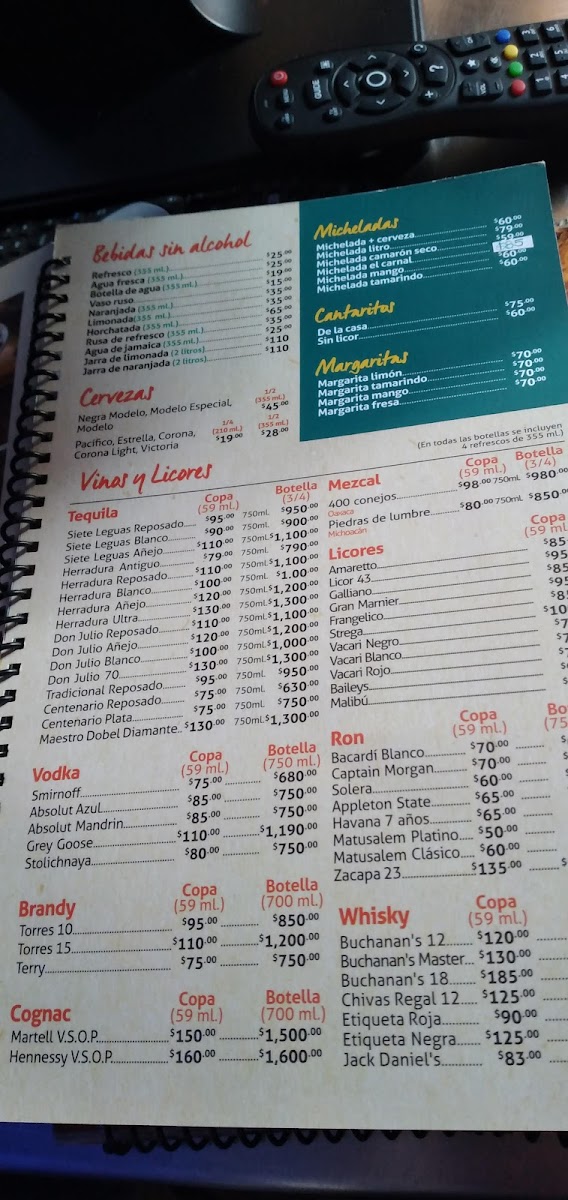 Bebidas sin alcohol
Refresco (355 ml.) $25.00
Agua fresca (355 ml.) $25.00
Botella de agua (355 ml.) $19.00
Vaso ruso $15.00
Naranjada (355 ml.) $35.00
Limonada (355 ml.) $35.00
Horchatada (355 ml.) $65.00
Rusa de refresco (355 ml.) $35.00
Agua de jamaica (355 ml.) $25.00
Jarra de limonada (2 litros) $110
Jarra de naranjada (2 litros) $110
Cervezas
1/2
(355 ml.)
Negra Modelo, Modelo Especial,
Modelo $45.00
1/4 1/2
(210 ml.) (355 ml.)
Pacífico, Estrella, Corona,
Corona Light, Victoria $19.00 $28.00
Micheladas
Michelada + cerveza $60.00
Michelada litro $79.00
Michelada camarón seco $59.00
Michelada el carnal
Michelada mango $60.00
Michelada tamarindo $60.00
Cantaritos
De la casa $75.00
Sin licor $60.00
Margaritas
Margarita limón $70.00
Margarita tamarindo $70.00
Margarita mango $70.00
Margarita fresa $70.00
(En todas las botellas se incluyen
4 refrescos de 355 ml.)
Vinos y Licores
Tequila Copa (59 ml.) Botella (3/4)
Siete Leguas Reposado $95.00 750ml. $950.00
Siete Leguas Blanco $90.00 750ml. $900.00
Siete Leguas Añejo $110.00 750ml. $1,100.00
Herradura Antiguo $79.00 750ml. $790.00
Herradura Reposado $110.00 750ml. $1,100.00
Herradura Blanco $100.00 750ml. $1.00.00
Herradura Añejo $120.00 750ml. $1,200.00
Herradura Ultra $130.00 750ml. $1,300.00
Don Julio Reposado $110.00 750ml. $1,100.00
Don Julio Añejo $120.00 750ml. $1,200.00
Don Julio Blanco $100.00 750ml. $1,000.00
Don Julio 70 $130.00 750ml. $1,300.00
Tradicional Reposado $95.00 750ml. $950.00
Centenario Reposado $75.00 750ml. $630.00
Centenario Plata $75.00 750ml. $750.00
Maestro Dobel Diamante.. $130.00 750ml. $1,300.00
Vodka Copa (59 ml.) Botella (750 ml.)
Smirnoff $75.00 $680.00
Absolut Azul $85.00 $750.00
Absolut Mandrin $85.00 $750.00
Grey Goose $110.00 $1,190.00
Stolichnaya $80.00 $750.00
Brandy Copa (59 ml.) Botella (700 ml.)
Torres 10 $95.00 $850.00
Torres 15 $110.00 $1,200.00
Terry $75.00 $750.00
Cognac Copa (59 ml.) Botella (700 ml.)
Martell V.S.O.P. $150.00 $1,500.00
Hennessy V.S.O.P. $160.00 $1,600.00
Mezcal Copa (59 ml.) Botella (3/4)
400 conejos $98.00 750ml. $980.00
Oaxaca
Piedras de lumbre $80.00 750ml. $850.00
Michoacán
Licores Copa (59 ml.)
Amaretto $85
Licor 43 $95
Galliano $85
Gran Marnier $95
Frangelico
Strega
Vacari Negro
Vacari Blanco
Vacari Rojo
Baileys
Malibú
Ron Copa (59 ml.)
Bacardí Blanco $70.00
Captain Morgan $70.00
Solera $60.00
Appleton State $65.00
Havana 7 años $65.00
Matusalem Platino $50.00
Matusalem Clásico $60.00
Zacapa 23 $135.00
Whisky Copa (59 ml.)
Buchanan's 12 $120.00
Buchanan's Master $130.00
Buchanan's 18 $185.00
Chivas Regal 12 $125.00
Etiqueta Roja $90.00
Etiqueta Negra $125.00
Jack Daniel's $83.00
GUIDE
MENU
VOL
OK